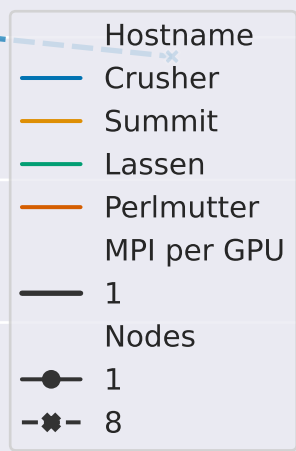 Hostname
Crusher
Summit
Lassen
Perlmutter
MPI per GPU
1
Nodes
1
8